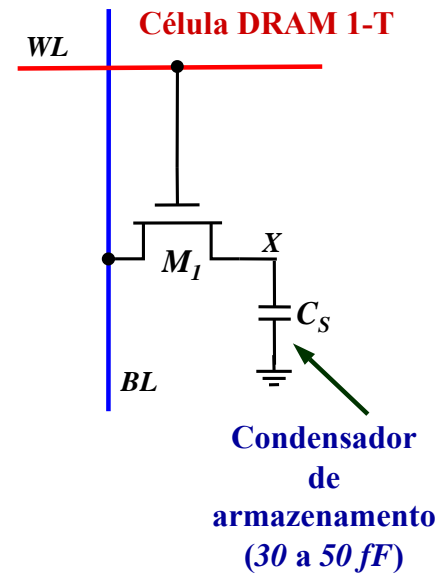 Célula DRAM 1-T
WL
M1
X
CS
BL
Condensador
de
armazenamento
(30 a 50 fF)